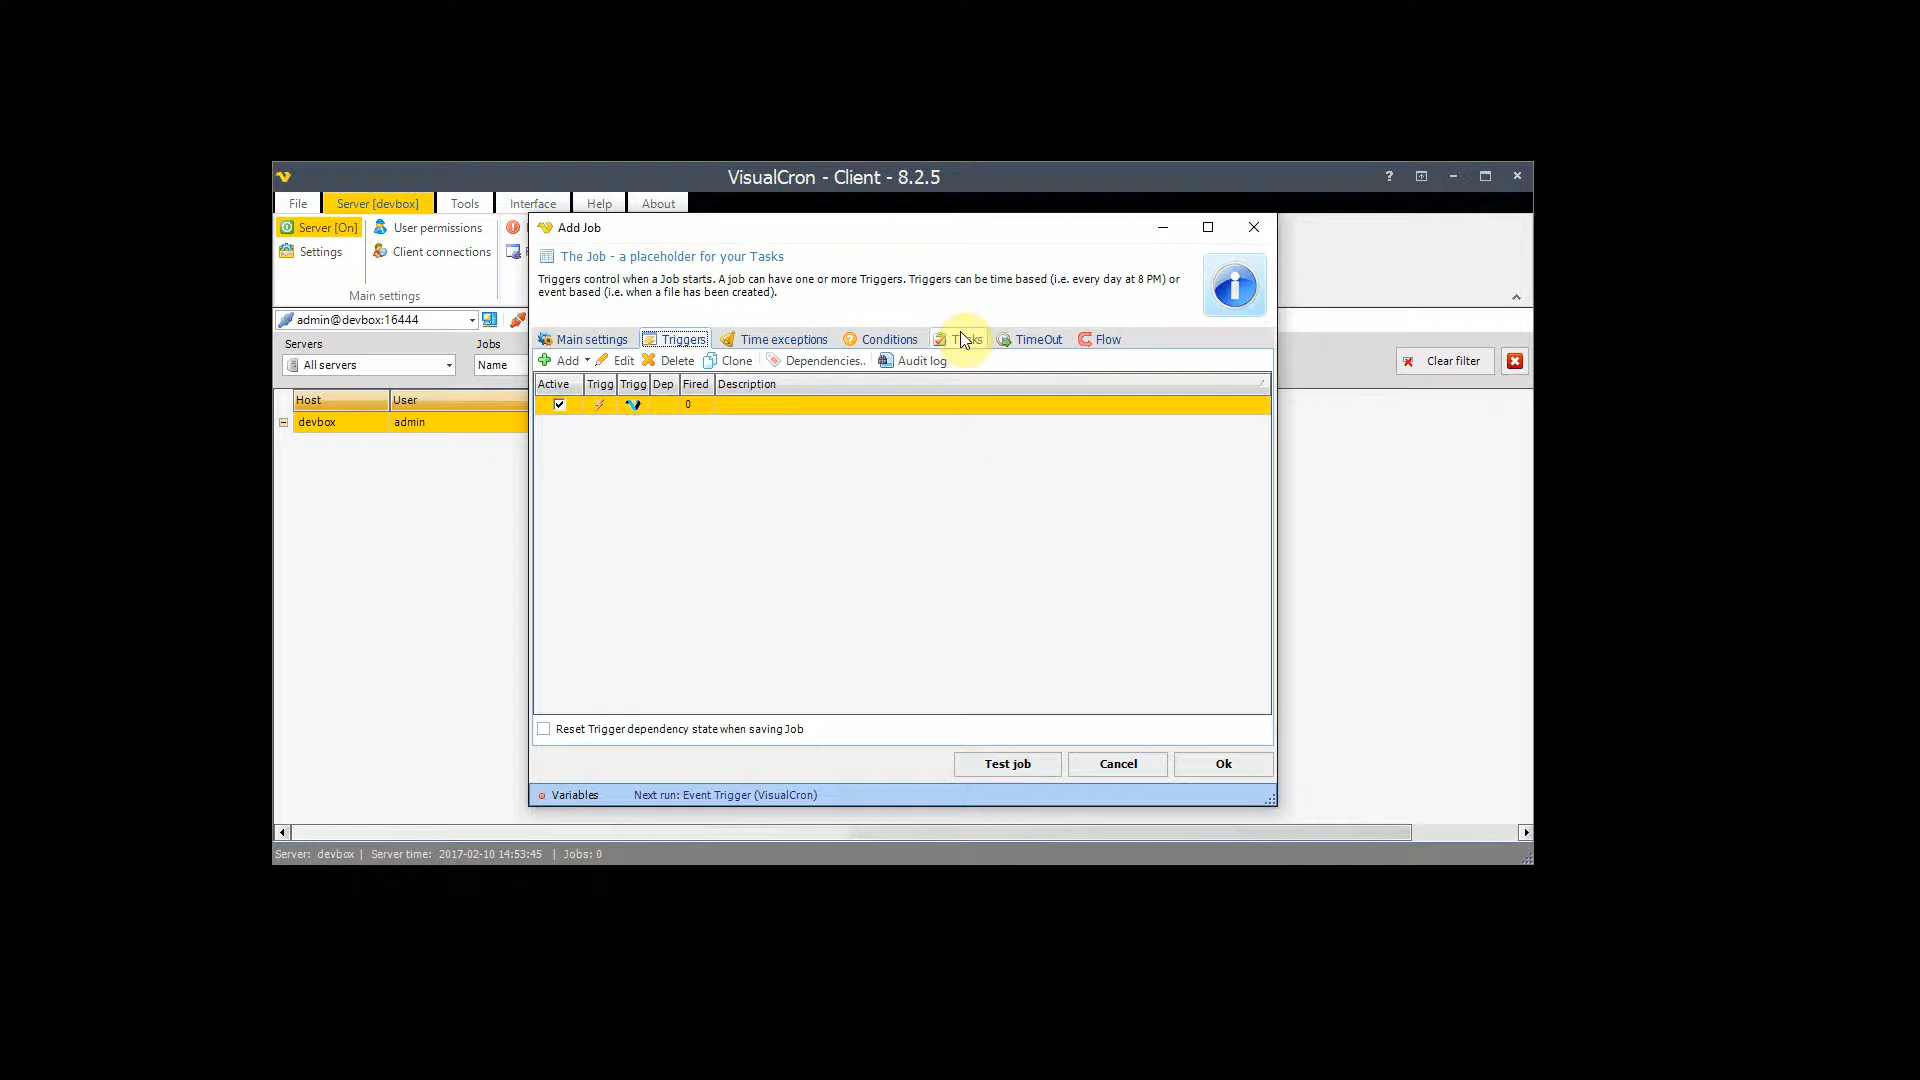 VisualCron - Client - 8.2.5
?
File Server [devbox] Tools Interface Help About
Server [On] User permissions
Settings Client connections
Main settings
admin@devbox:16444
Servers Jobs
All servers Name
Clear filter
Host User
devbox admin
Add Job
The Job - a placeholder for your Tasks
Triggers control when a Job starts. A job can have one or more Triggers. Triggers can be time based (i.e. every day at 8 PM) or
event based (i.e. when a file has been created).
Main settings Triggers Time exceptions Conditions Tasks TimeOut Flow
Add Edit Delete Clone Dependencies.. Audit log
Active Trigg Trigg Dep Fired Description
0
Reset Trigger dependency state when saving Job
Test job Cancel Ok
Variables Next run: Event Trigger (VisualCron)
Server: devbox | Server time: 2017-02-10 14:53:45 | Jobs: 0